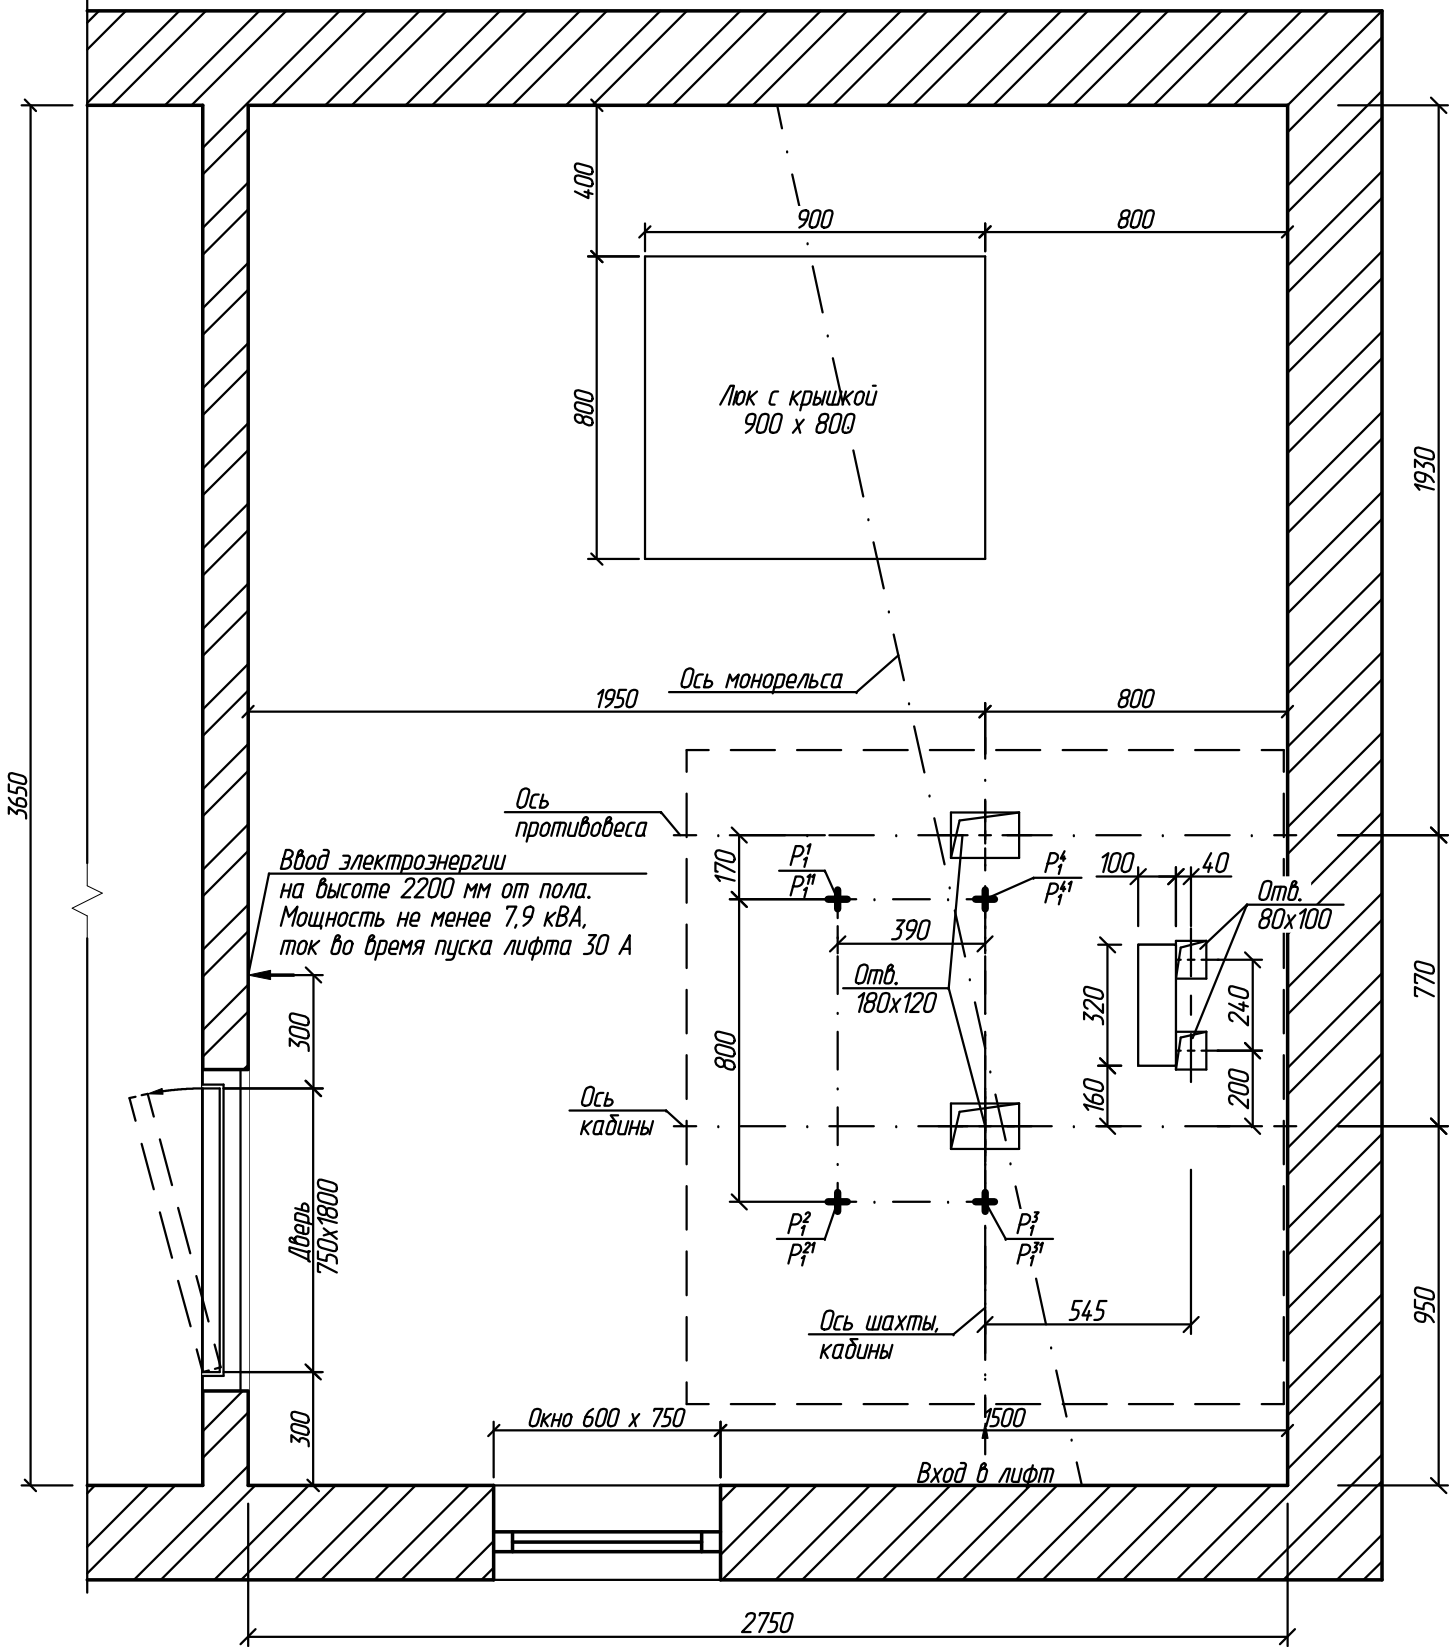 400
900
800
800
Люк с крышкой
900 х 800
1930
Ось монорельса
1950
800
3650
Ось
противовеса
Ввод электроэнергии
на высоте 2200 мм от пола.
Мощность не менее 7,9 кВА,
ток во время пуска лифта 30 А
170
P₁¹
P₁¹¹
P₁⁴
P₁⁴¹
100
40
Отв.
80х100
390
Отв.
180х120
320
240
770
300
800
160
200
Ось
кабины
Дверь
750х1800
P₁²
P₁²¹
P₁³
P₁³¹
Ось шахты,
кабины
545
950
300
Окно 600 х 750
1500
Вход в лифт
2750